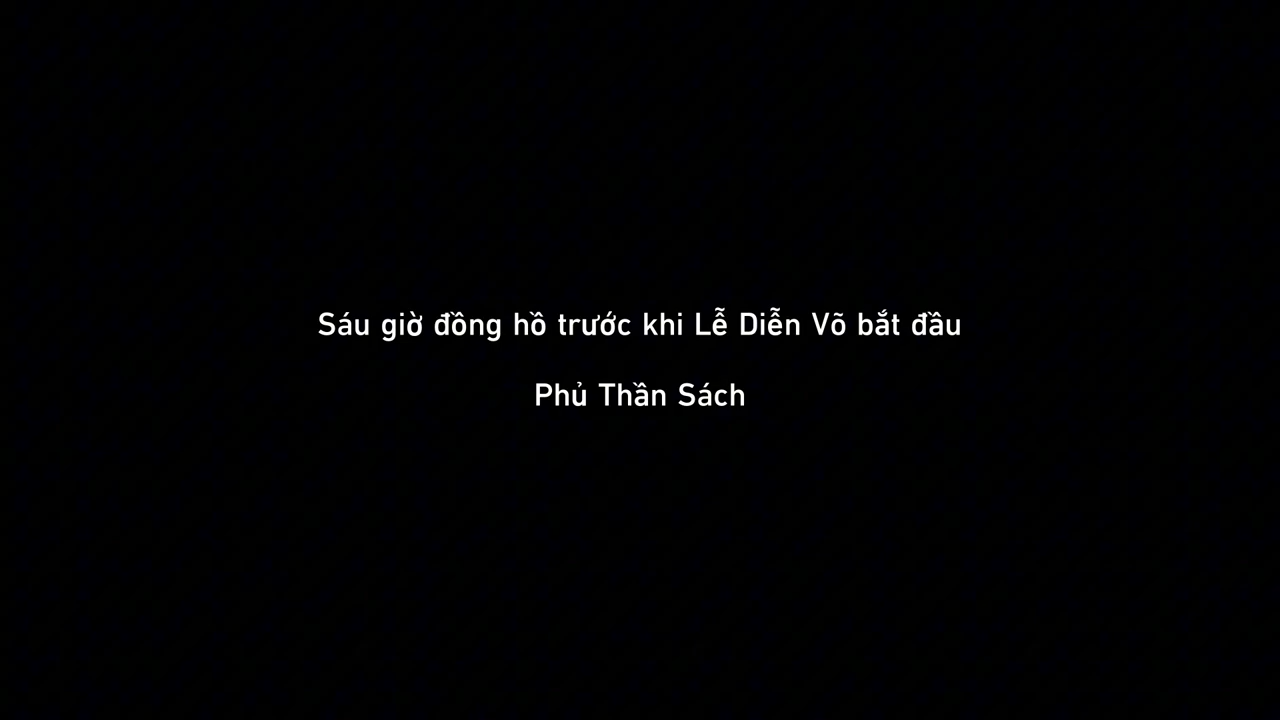 Sáu giờ đồng hồ trước khi Lễ Diễn Võ bắt đầu
Phủ Thần Sách